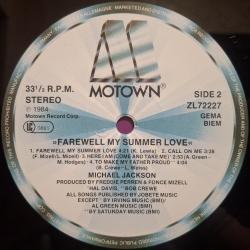 MOTOWN®
33⅓ R.P.M.
STEREO
℗ 1984
Motown Record Corp.
SIDE 2
ZL72227
GEMA
BIEM
»FAREWELL MY SUMMER LOVE«
1. FAREWELL MY SUMMER LOVE 4:21 (K. Lewis) 2. CALL ON ME 3:38
(F. Mizell/L. Mizell) 3. HERE I AM (COME AND TAKE ME) 2:53 (A. Green -
M. Hodges) 4. TO MAKE MY FATHER PROUD
(B. Crewe - L. Weiss)
MICHAEL JACKSON
PRODUCED BY FREDDIE PERREN & FONCE MIZELL
*HAL DAVIS, °BOB CREWE
ALL SONGS PUBLISHED BY JOBETE MUSIC
EXCEPT *BY IRVING MUSIC (BMI)
AL GREEN MUSIC (BMI)
BY SATURDAY MUSIC (BMI)